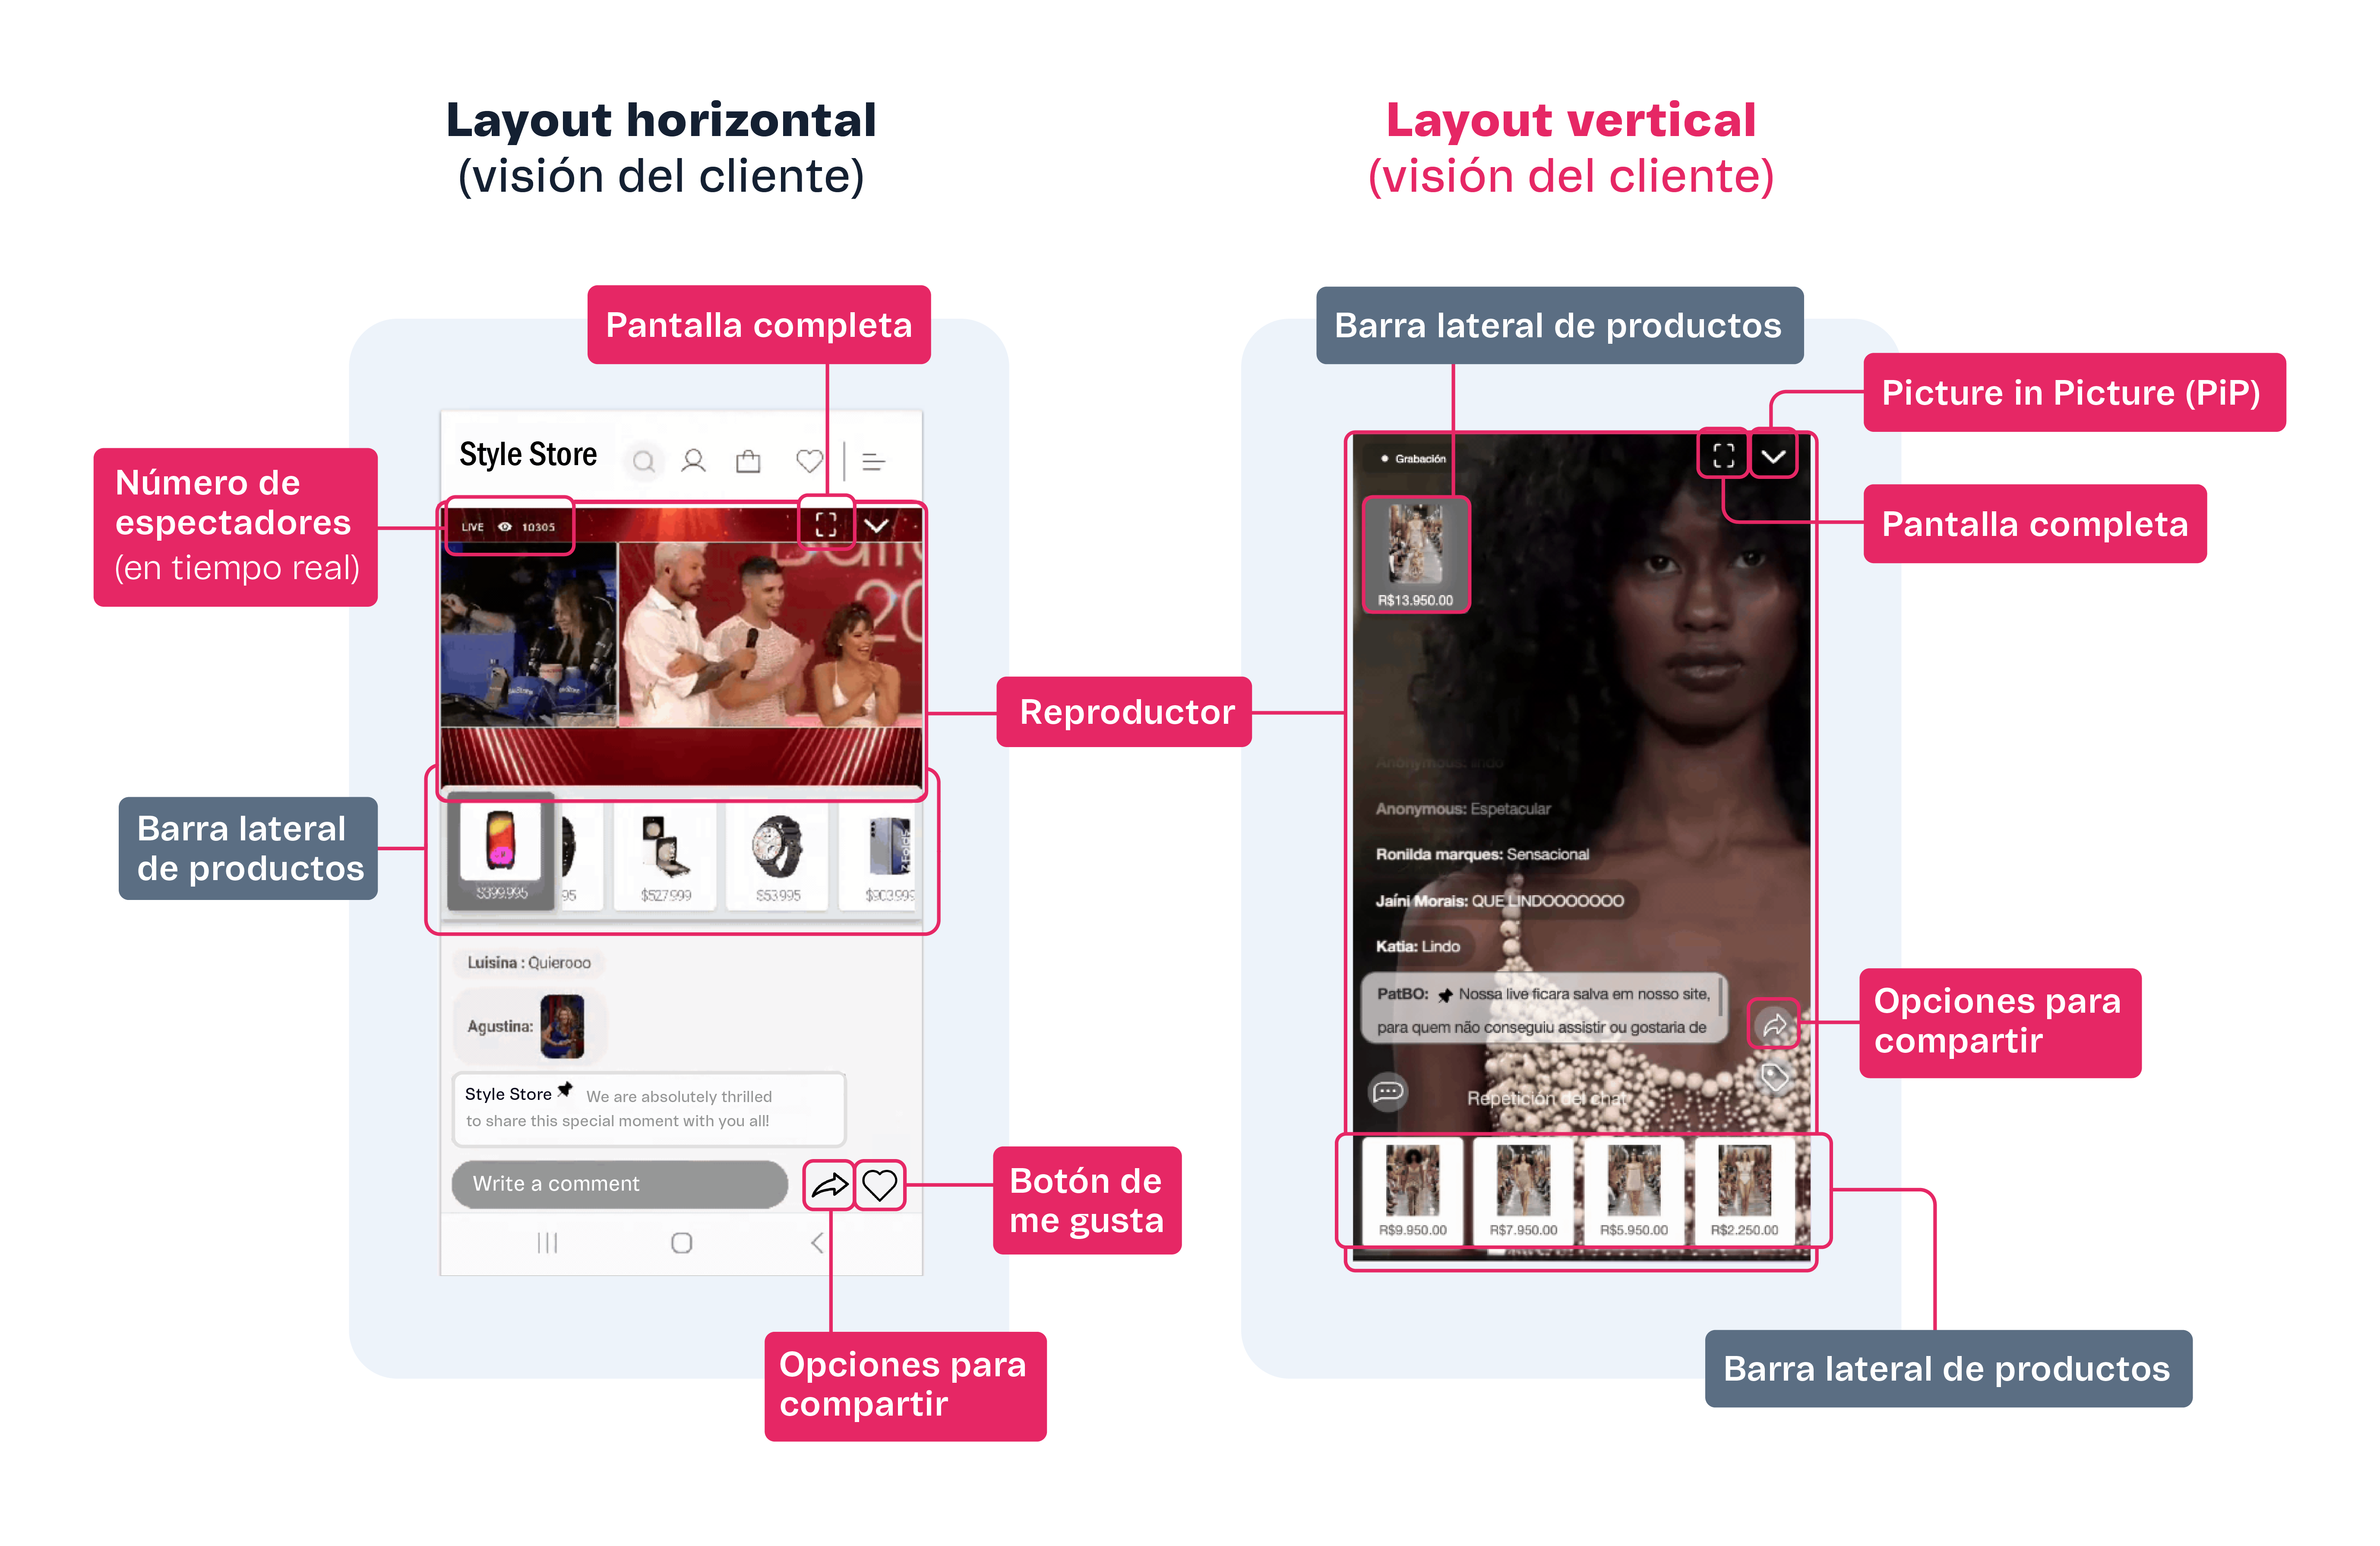 Layout horizontal
(visión del cliente)
Pantalla completa
Número de
espectadores
(en tiempo real)
Style Store
LIVE 10305
20
Barra lateral
de productos
$399.995
95
$527.999
$53.995
$903.999
Z Fold5
Luisina : Quierooo
Agustina:
Style Store We are absolutely thrilled
to share this special moment with you all!
Write a comment
Botón de
me gusta
Opciones para
compartir
Reproductor
Layout vertical
(visión del cliente)
Barra lateral de productos
Picture in Picture (PiP)
Pantalla completa
Grabación
R$13.950.00
Anonymous: lindo
Anonymous: Espetacular
Ronilda marques: Sensacional
Jaíni Morais: QUE LINDOOOOOOO
Katia: Lindo
PatBO: Nossa live ficara salva em nosso site,
para quem não conseguiu assistir ou gostaria de
Opciones para
compartir
Repetición del chat
R$9.950.00
R$7.950.00
R$5.950.00
R$2.250.00
Barra lateral de productos